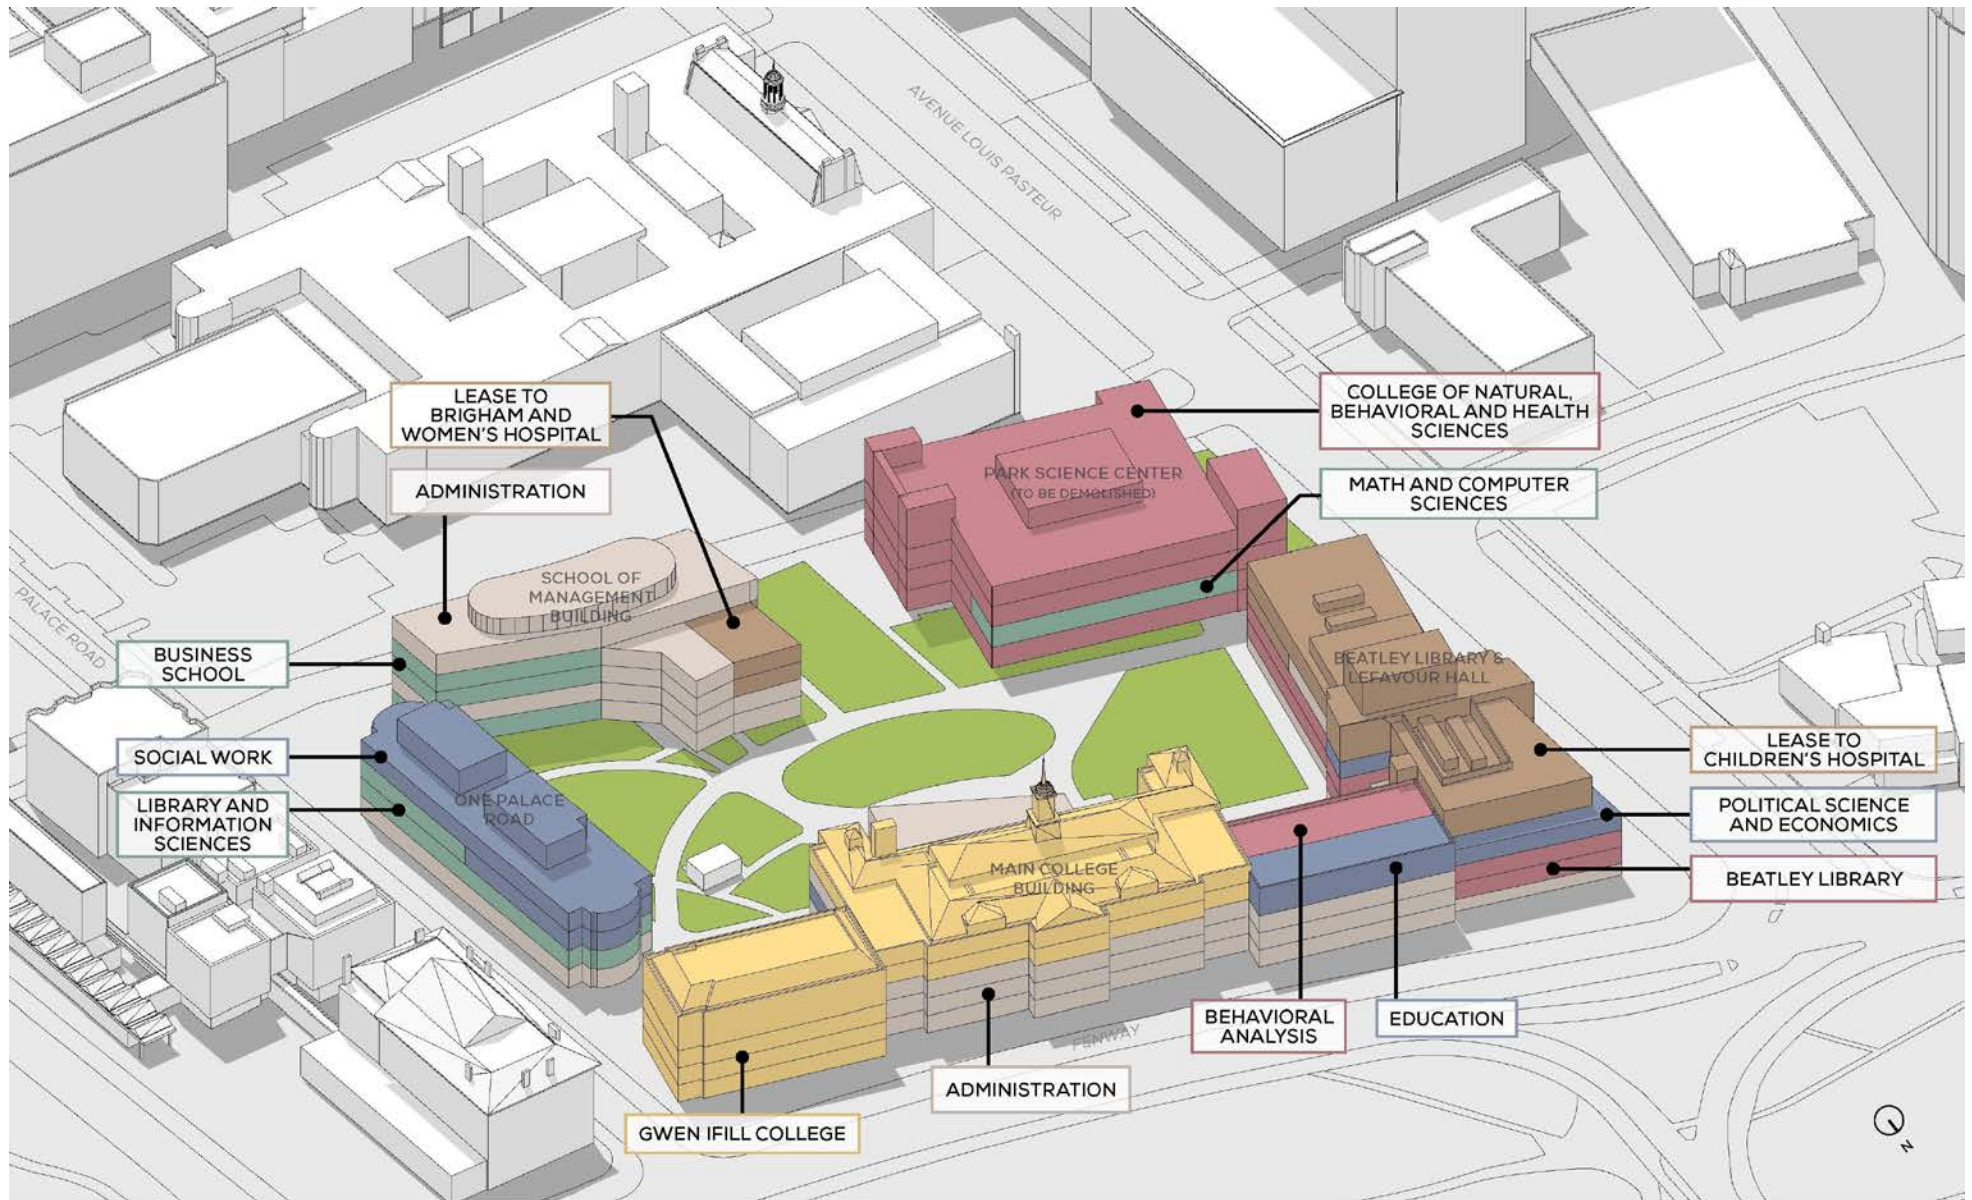 AVENUE LOUIS PASTEUR
LEASE TO
BRIGHAM AND
WOMEN'S HOSPITAL
ADMINISTRATION
COLLEGE OF NATURAL,
BEHAVIORAL AND HEALTH
SCIENCES
MATH AND COMPUTER
SCIENCES
PARK SCIENCE CENTER
(TO BE DEMOLISHED)
SCHOOL OF
MANAGEMENT
BUILDING
PALACE ROAD
BUSINESS
SCHOOL
BEATLEY LIBRARY &
LEFAVOUR HALL
SOCIAL WORK
LIBRARY AND
INFORMATION
SCIENCES
ONE PALACE
ROAD
LEASE TO
CHILDREN'S HOSPITAL
POLITICAL SCIENCE
AND ECONOMICS
BEATLEY LIBRARY
MAIN COLLEGE
BUILDING
BEHAVIORAL
ANALYSIS
EDUCATION
FENWAY
ADMINISTRATION
GWEN IFILL COLLEGE
N